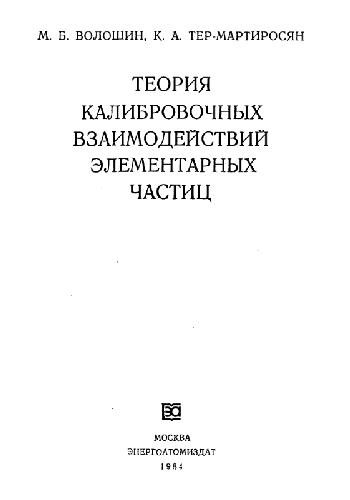 М. Б. ВОЛОШИН, К. А. ТЕР-МАРТИРОСЯН
ТЕОРИЯ
КАЛИБРОВОЧНЫХ
ВЗАИМОДЕЙСТВИЙ
ЭЛЕМЕНТАРНЫХ
ЧАСТИЦ
МОСКВА
ЭНЕРГОАТОМИЗДАТ
1984